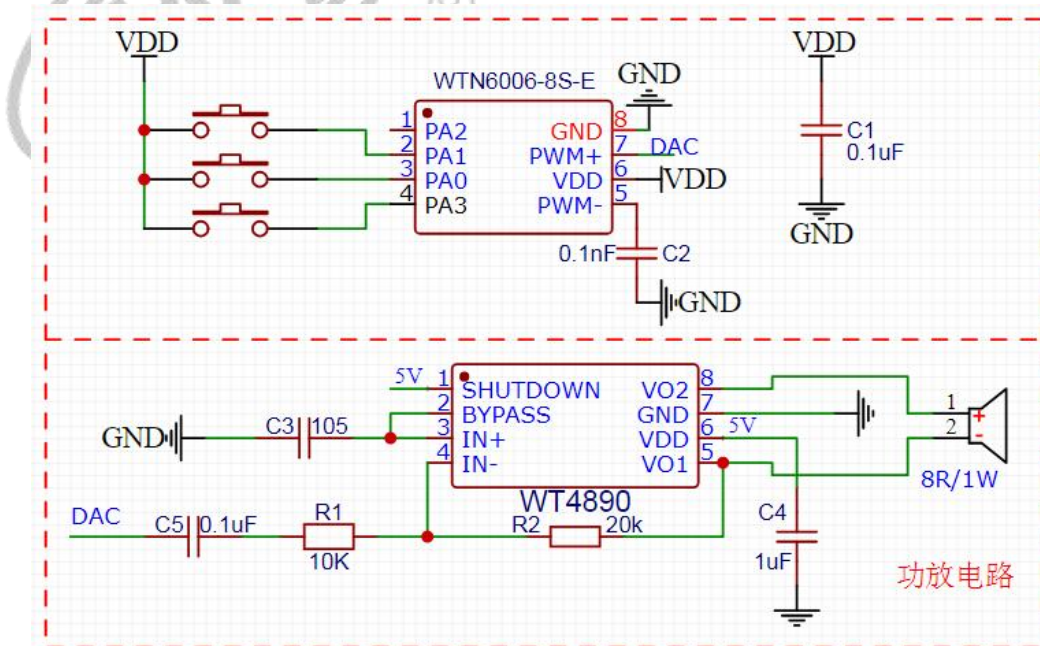 VDD
VDD
WTN6006-8S-E
GND
1 PA2
2 PA1
3 PA0
4 PA3
GND 8
PWM+ 7 DAC
VDD 6 VDD
PWM- 5
C1
0.1uF
GND
0.1nF C2
GND
5V 1 SHUTDOWN
2 BYPASS
3 IN+
4 IN-
VO2 8
GND 7
VDD 6 5V
VO1 5
GND C3 105
1 +
2 -
8R/1W
WT4890
DAC C5 0.1uF R1
10K
R2 20k
C4
1uF
功放电路